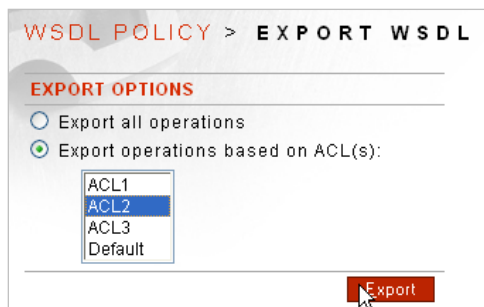 WSDL POLICY > EXPORT WSDL
EXPORT OPTIONS
Export all operations
Export operations based on ACL(s):
ACL1
ACL2
ACL3
Default
Export